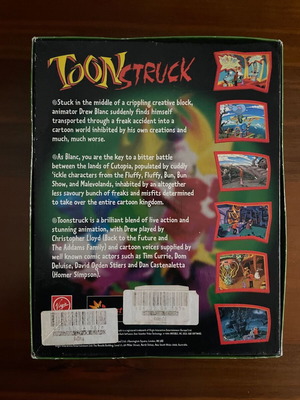 TOONSTRUCK
Stuck in the middle of a crippling creative block,
animator Drew Blanc suddenly finds himself
transported through a freak accident into a
cartoon world inhabited by his own creations and
much, much worse.
As Blanc, you are the key to a bitter battle
between the lands of Cutopia, populated by cuddly
'ickle characters from the Fluffy, Fluffy, Bun, Bun
Show, and Malevolands, inhabited by an altogether
less savoury bunch of freaks and misfits determined
to take over the entire cartoon kingdom.
Toonstruck is a brilliant blend of live action and
stunning animation, with Drew played by
Christopher Lloyd (Back to the Future and
The Addams Family) and cartoon voices supplied by
well known comic actors such as Tim Currie, Dom
Deluise, David Ogden Stiers and Dan Castenaletta
(Homer Simpson).
Virgin